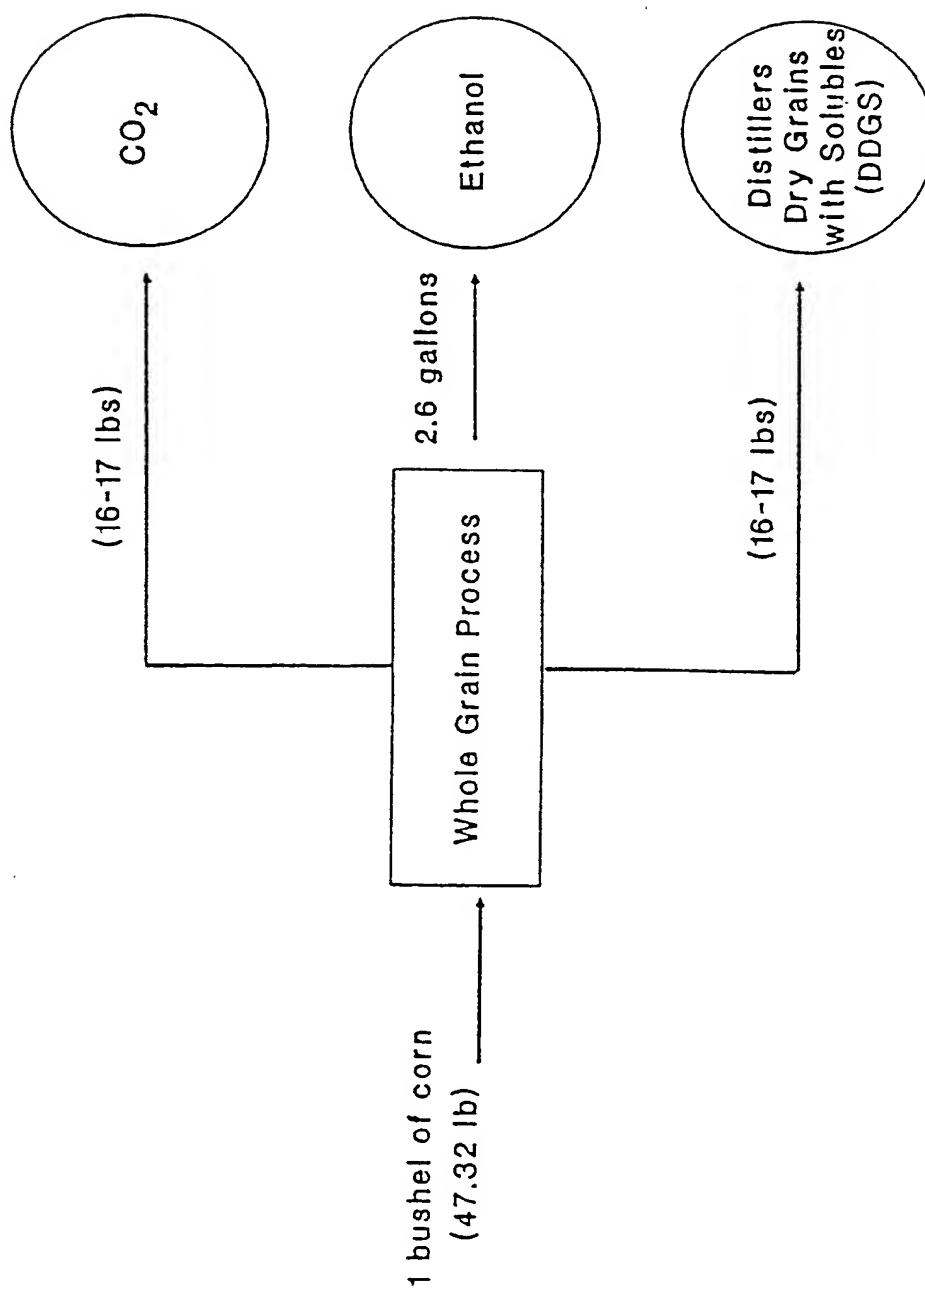 1 bushel of corn
(47.32 lb)
Whole Grain Process
(16-17 lbs)
CO₂
2.6 gallons
Ethanol
(16-17 lbs)
Distillers
Dry Grains
with Solubles
(DDGS)